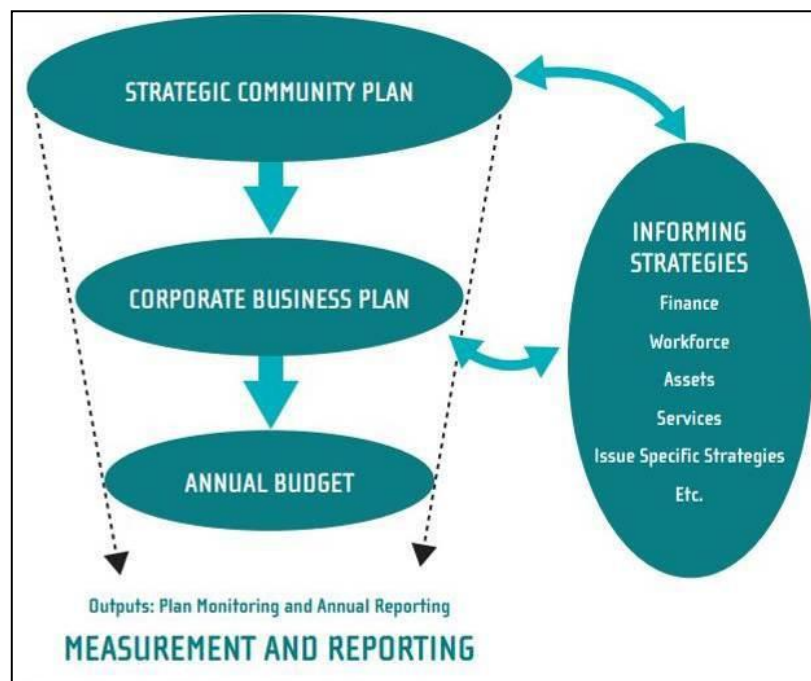 STRATEGIC COMMUNITY PLAN
CORPORATE BUSINESS PLAN
ANNUAL BUDGET
INFORMING
STRATEGIES
Finance
Workforce
Assets
Services
Issue Specific Strategies
Etc.
Outputs: Plan Monitoring and Annual Reporting
MEASUREMENT AND REPORTING